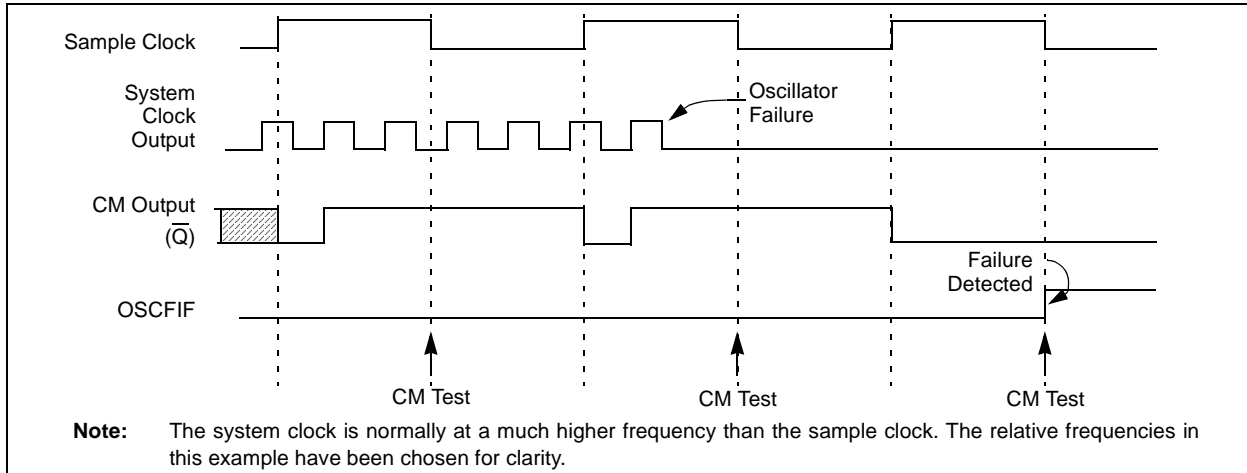 Sample Clock
System
Clock
Output
Oscillator
Failure
CM Output
(Q̅)
Failure
Detected
OSCFIF
CM Test
CM Test
CM Test
Note: The system clock is normally at a much higher frequency than the sample clock. The relative frequencies in
this example have been chosen for clarity.